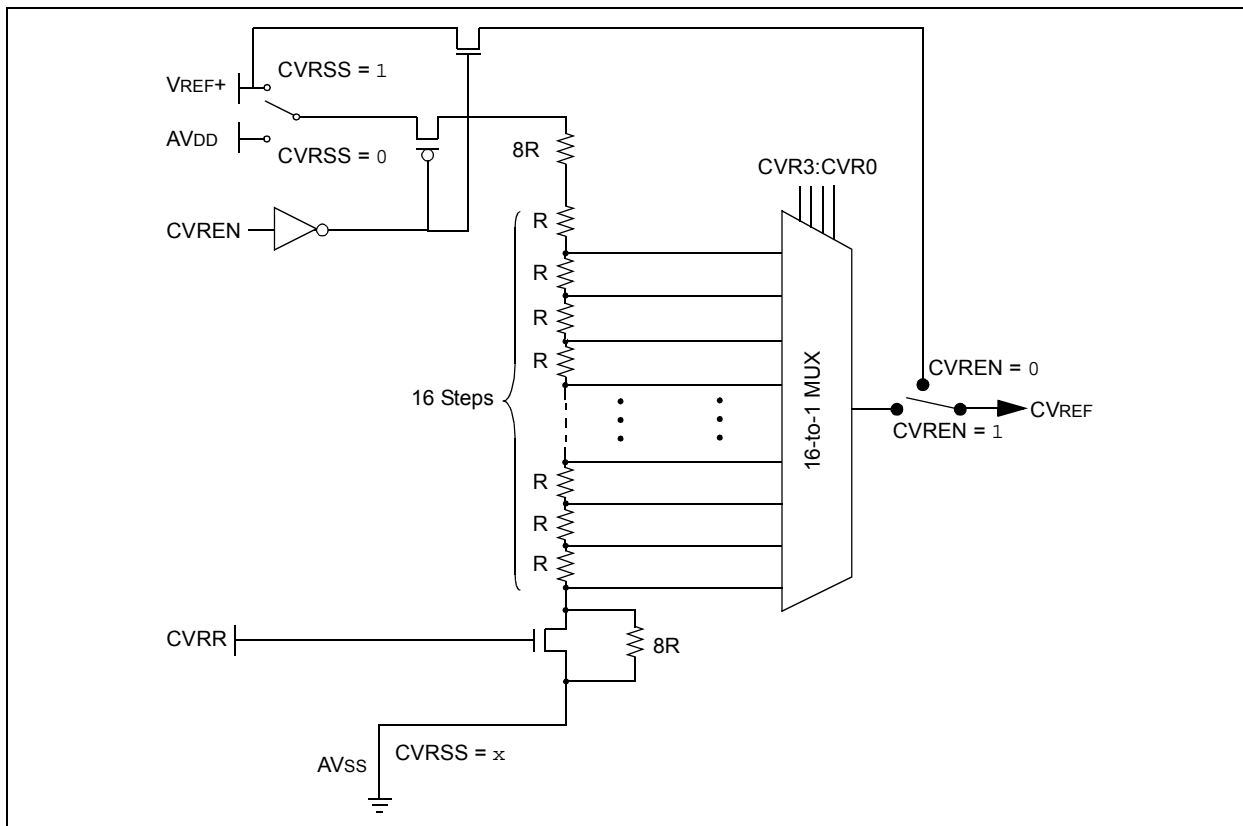 CVRSS = 1
VREF+
AVDD
CVRSS = 0
8R
CVR3:CVR0
CVREN
R
R
R
R
16 Steps
16-to-1 MUX
CVREN = 0
CVREF
CVREN = 1
R
R
R
CVRR
8R
CVRSS = x
AVSS